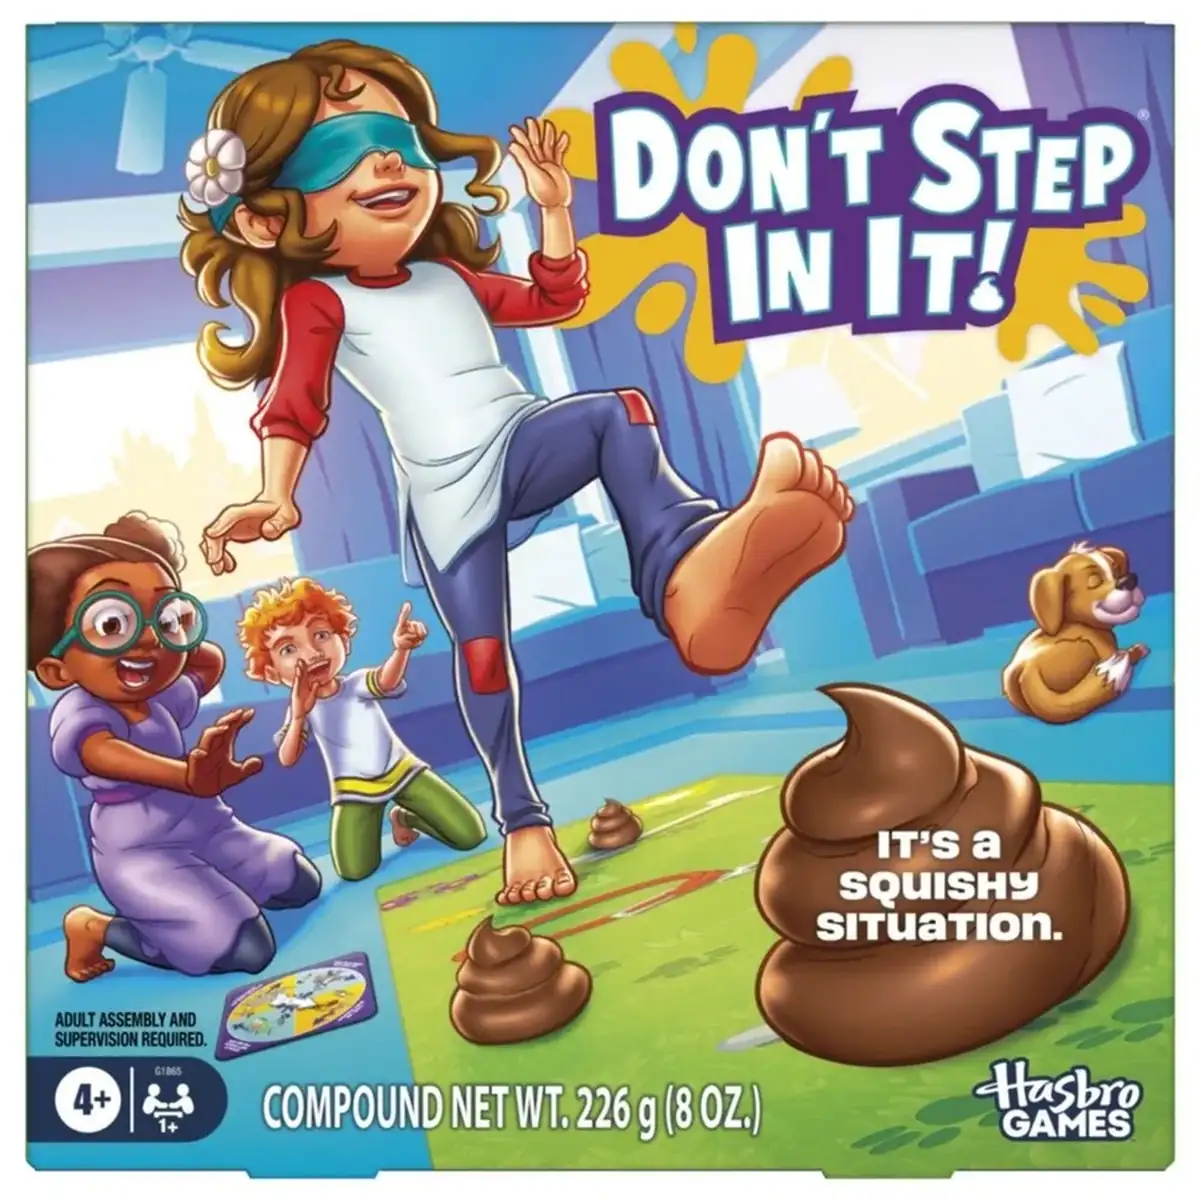 DON'T STEP
IN IT!
®
IT'S A
SQUISHY
SITUATION.
ADULT ASSEMBLY AND
SUPERVISION REQUIRED.
4+
G1865
1+
COMPOUND NET WT. 226 g (8 OZ.)
Hasbro
GAMES